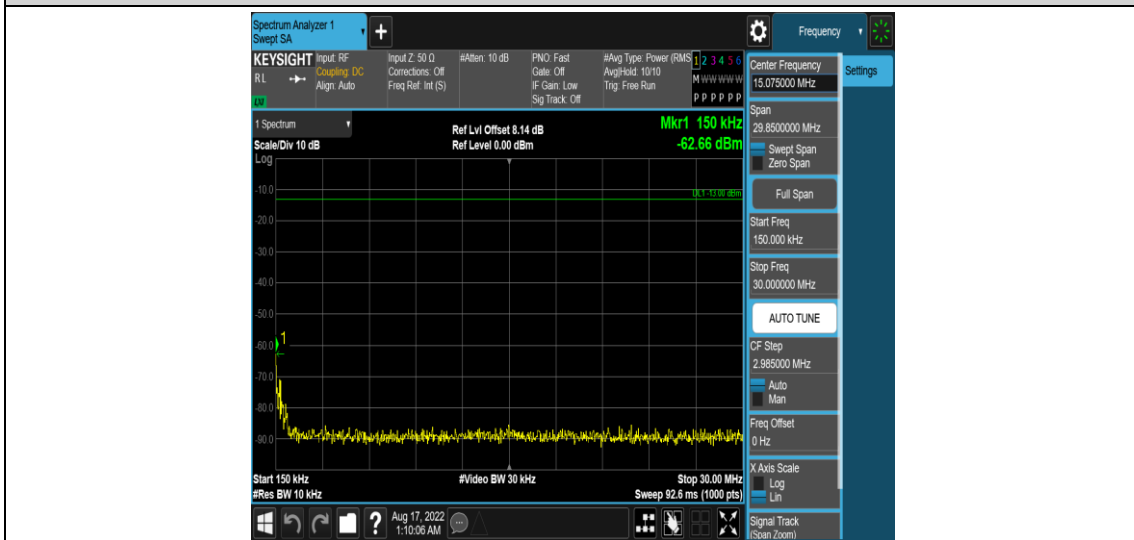 Spectrum Analyzer 1
Swept SA
+
Frequency
KEYSIGHT
RL
LXI
Input: RF
Coupling: DC
Align: Auto
Input Z: 50 Ω
Corrections: Off
Freq Ref: Int (S)
#Atten: 10 dB
PNO: Fast
Gate: Off
IF Gain: Low
Sig Track: Off
#Avg Type: Power (RMS
Avg|Hold: 10/10
Trig: Free Run
1 2 3 4 5 6
M W W W W W
P P P P P P
Center Frequency
15.075000 MHz
Settings
1 Spectrum
Scale/Div 10 dB
Ref Lvl Offset 8.14 dB
Ref Level 0.00 dBm
Mkr1 150 kHz
-62.66 dBm
Log
-10.0
DL1 -13.00 dBm
-20.0
-30.0
-40.0
-50.0
1
-60.0
-70.0
-80.0
-90.0
Start 150 kHz
#Res BW 10 kHz
#Video BW 30 kHz
Stop 30.00 MHz
Sweep 92.6 ms (1000 pts)
Span
29.8500000 MHz
Swept Span
Zero Span
Full Span
Start Freq
150.000 kHz
Stop Freq
30.000000 MHz
AUTO TUNE
CF Step
2.985000 MHz
Auto
Man
Freq Offset
0 Hz
X Axis Scale
Log
Lin
Signal Track
(Span Zoom)
?
Aug 17, 2022
1:10:06 AM